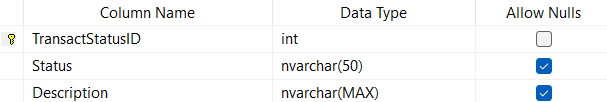 Column Name Data Type Allow Nulls
TransactStatusID int
Status nvarchar(50)
Description nvarchar(MAX)